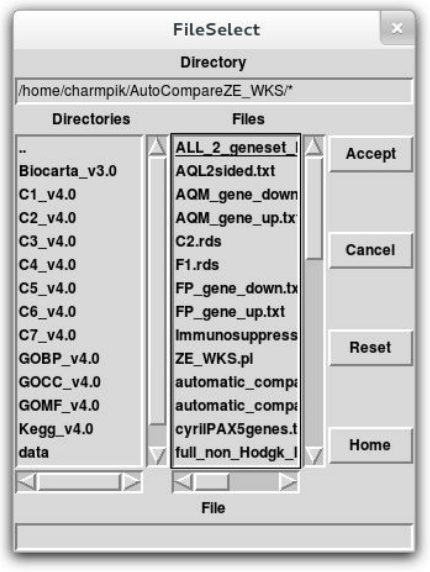 FileSelect
Directory
/home/charmpik/AutoCompareZE_WKS/*
Directories
Files
..
Biocarta_v3.0
C1_v4.0
C2_v4.0
C3_v4.0
C4_v4.0
C5_v4.0
C6_v4.0
C7_v4.0
GOBP_v4.0
GOCC_v4.0
GOMF_v4.0
Kegg_v4.0
data
ALL_2_geneset_
AQL2sided.txt
AQM_gene_down
AQM_gene_up.tx
C2.rds
F1.rds
FP_gene_down.tx
FP_gene_up.txt
Immunosuppress
ZE_WKS.pl
automatic_compa
automatic_compa
cyrilPAX5genes.t
full_non_Hodgk_
Accept
Cancel
Reset
Home
File